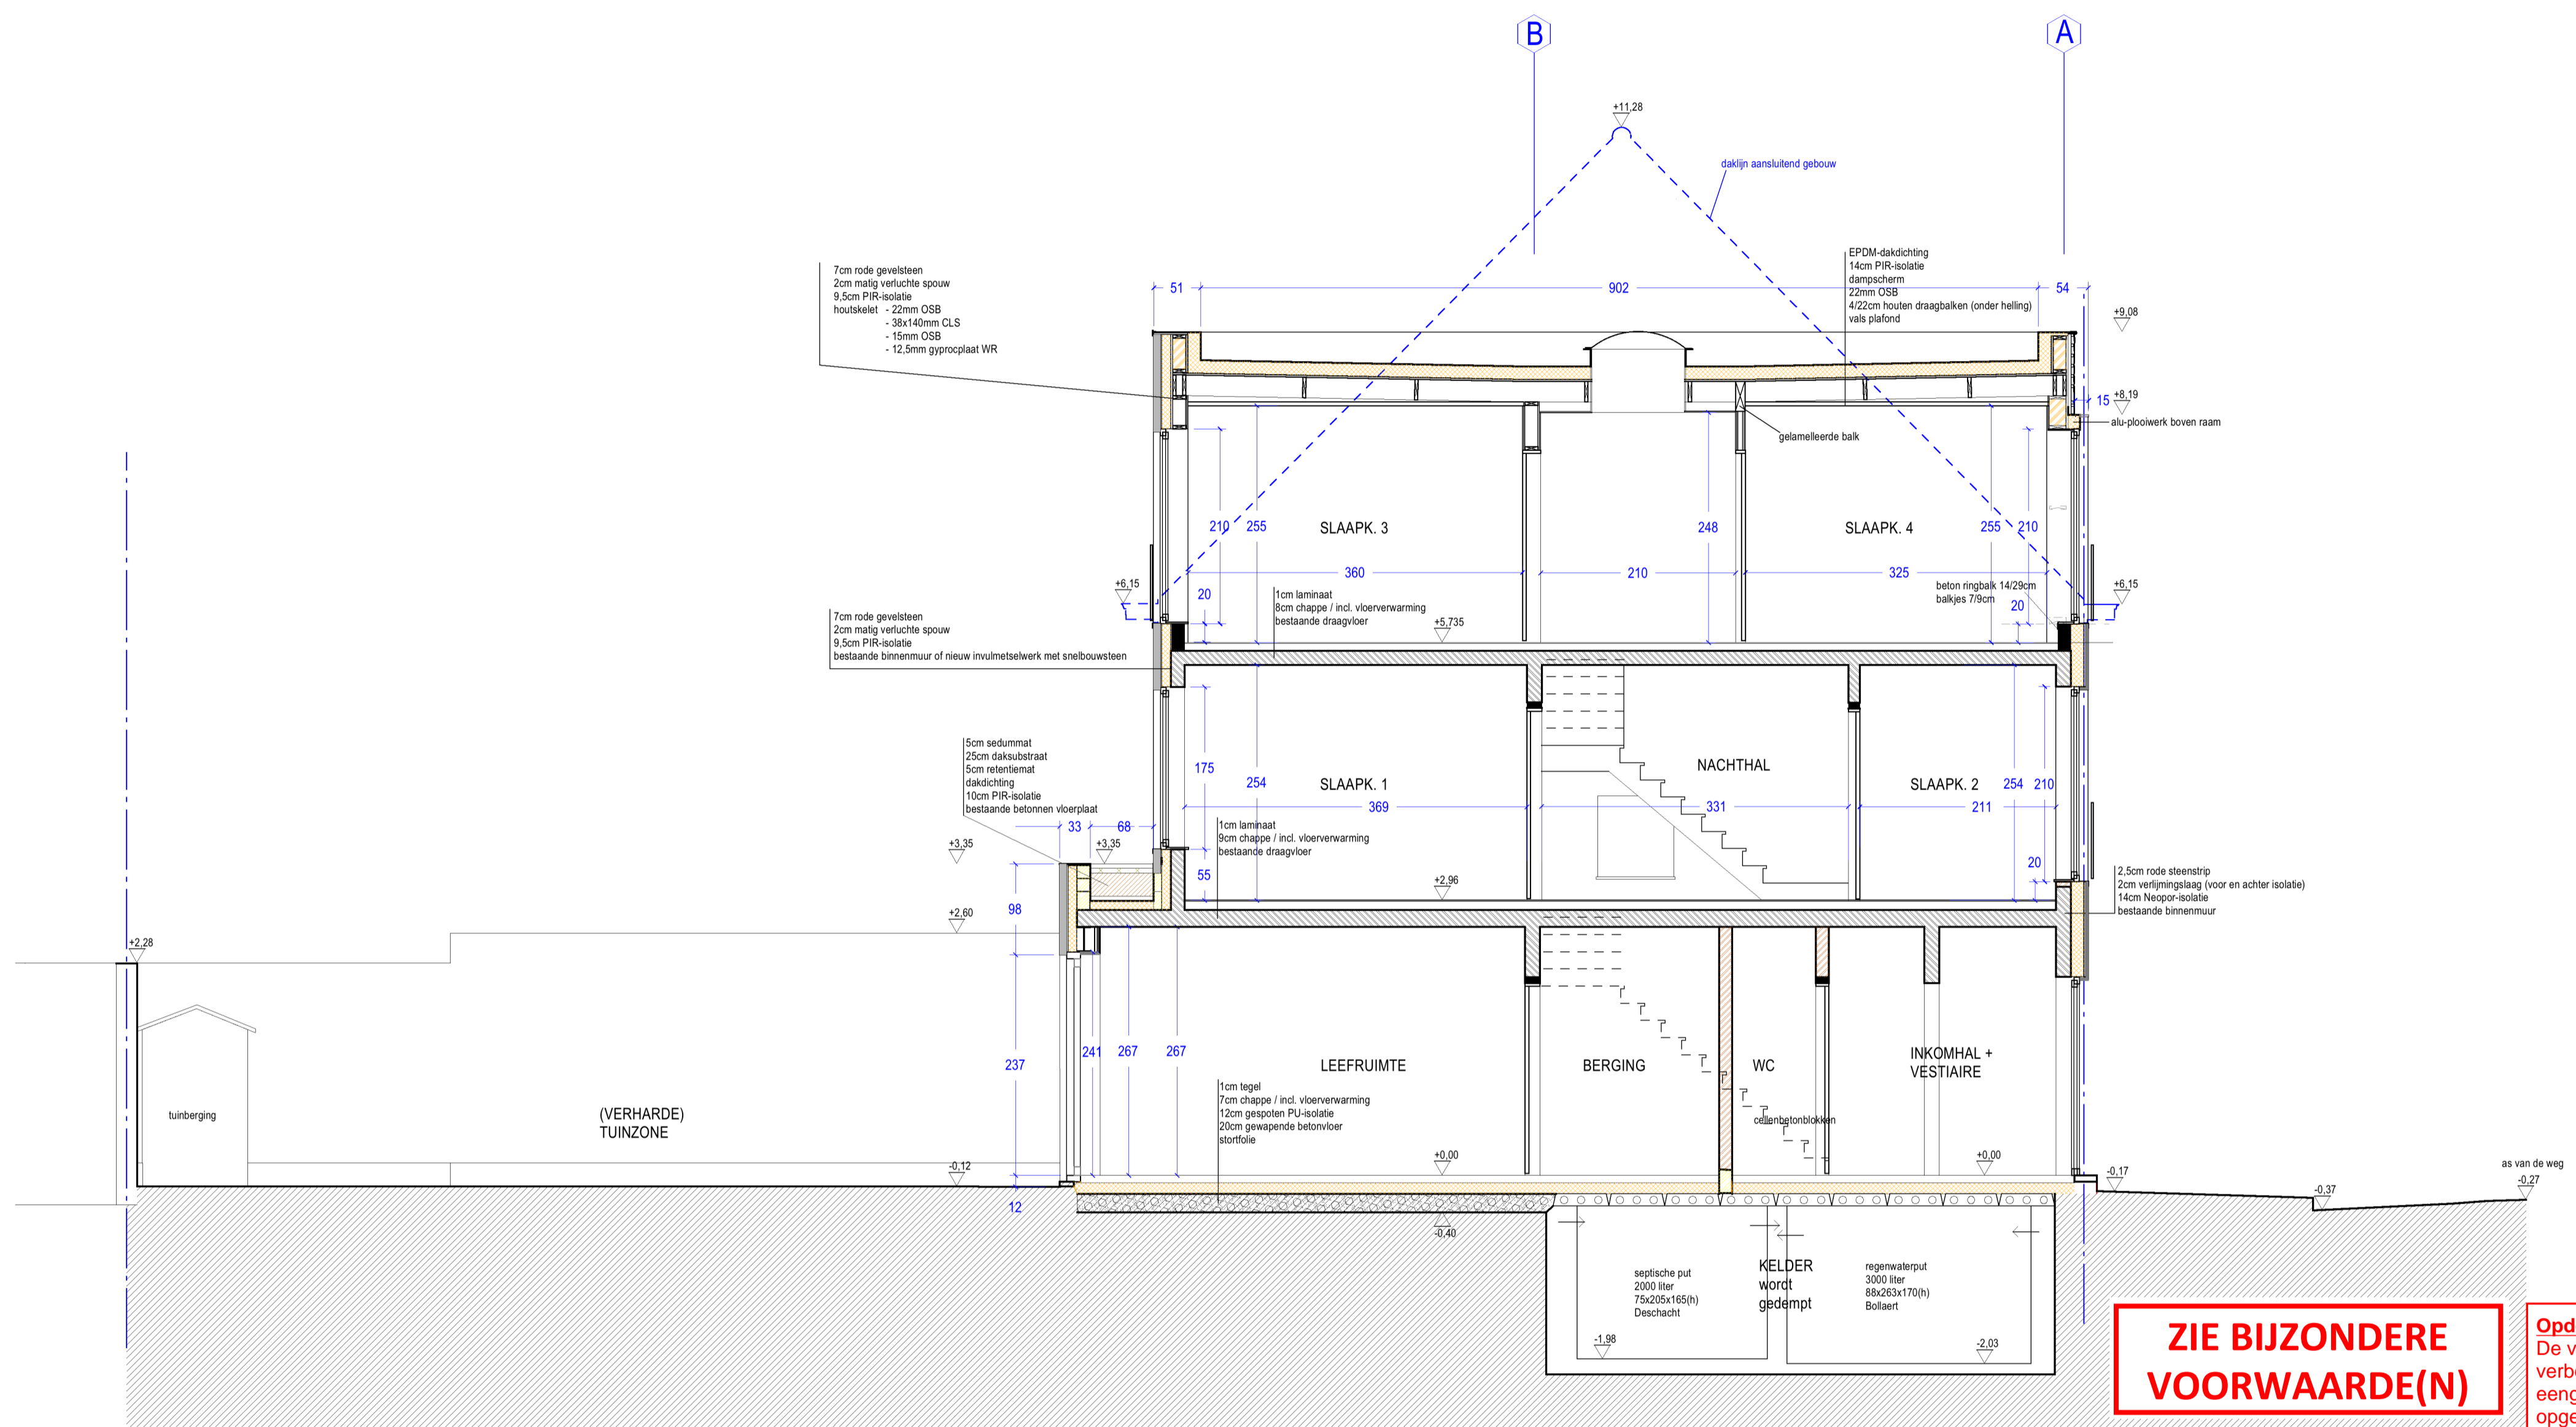 B
A
+11,28
daklijn aansluitend gebouw
7cm rode gevelsteen
2cm matig verluchte spouw
9,5cm PIR-isolatie
houtskelet - 22mm OSB
- 38x140mm CLS
- 15mm OSB
- 12,5mm gyprocplaat WR
EPDM-dakdichting
14cm PIR-isolatie
dampscherm
22mm OSB
4/22cm houten draagbalken (onder helling)
vals plafond
51
902
54
+9,08
15
+8,19
alu-plooiwerk boven raam
gelamelleerde balk
210
255
SLAAPK. 3
248
SLAAPK. 4
255
210
360
210
325
+6,15
20
1cm laminaat
8cm chappe / incl. vloerverwarming
bestaande draagvloer
+5,735
beton ringbalk 14/29cm
balkjes 7/9cm
20
+6,15
7cm rode gevelsteen
2cm matig verluchte spouw
9,5cm PIR-isolatie
bestaande binnenmuur of nieuw invulmetselwerk met snelbouwsteen
5cm sedummat
25cm daksubstraat
5cm retentiemat
dakdichting
10cm PIR-isolatie
bestaande betonnen vloerplaat
175
254
SLAAPK. 1
NACHTHAL
SLAAPK. 2
254
210
369
331
211
33
68
1cm laminaat
9cm chappe / incl. vloerverwarming
bestaande draagvloer
+3,35
+3,35
55
+2,96
20
2,5cm rode steenstrip
2cm verlijmingslaag (voor en achter isolatie)
14cm Neopor-isolatie
bestaande binnenmuur
98
+2,60
+2,28
237
241
267
267
LEEFRUIMTE
BERGING
WC
INKOMHAL +
VESTIAIRE
1cm tegel
7cm chappe / incl. vloerverwarming
12cm gespoten PU-isolatie
20cm gewapende betonvloer
stortfolie
cellenbetonblokken
tuinberging
(VERHARDE)
TUINZONE
-0,12
+0,00
+0,00
-0,17
as van de weg
-0,27
-0,37
12
-0,40
septische put
2000 liter
75x205x165(h)
Deschacht
KELDER
wordt
gedempt
regenwaterput
3000 liter
88x263x170(h)
Bollaert
-1,98
-2,03
ZIE BIJZONDERE
VOORWAARDE(N)
Opd
De v
verb
eeng
opge